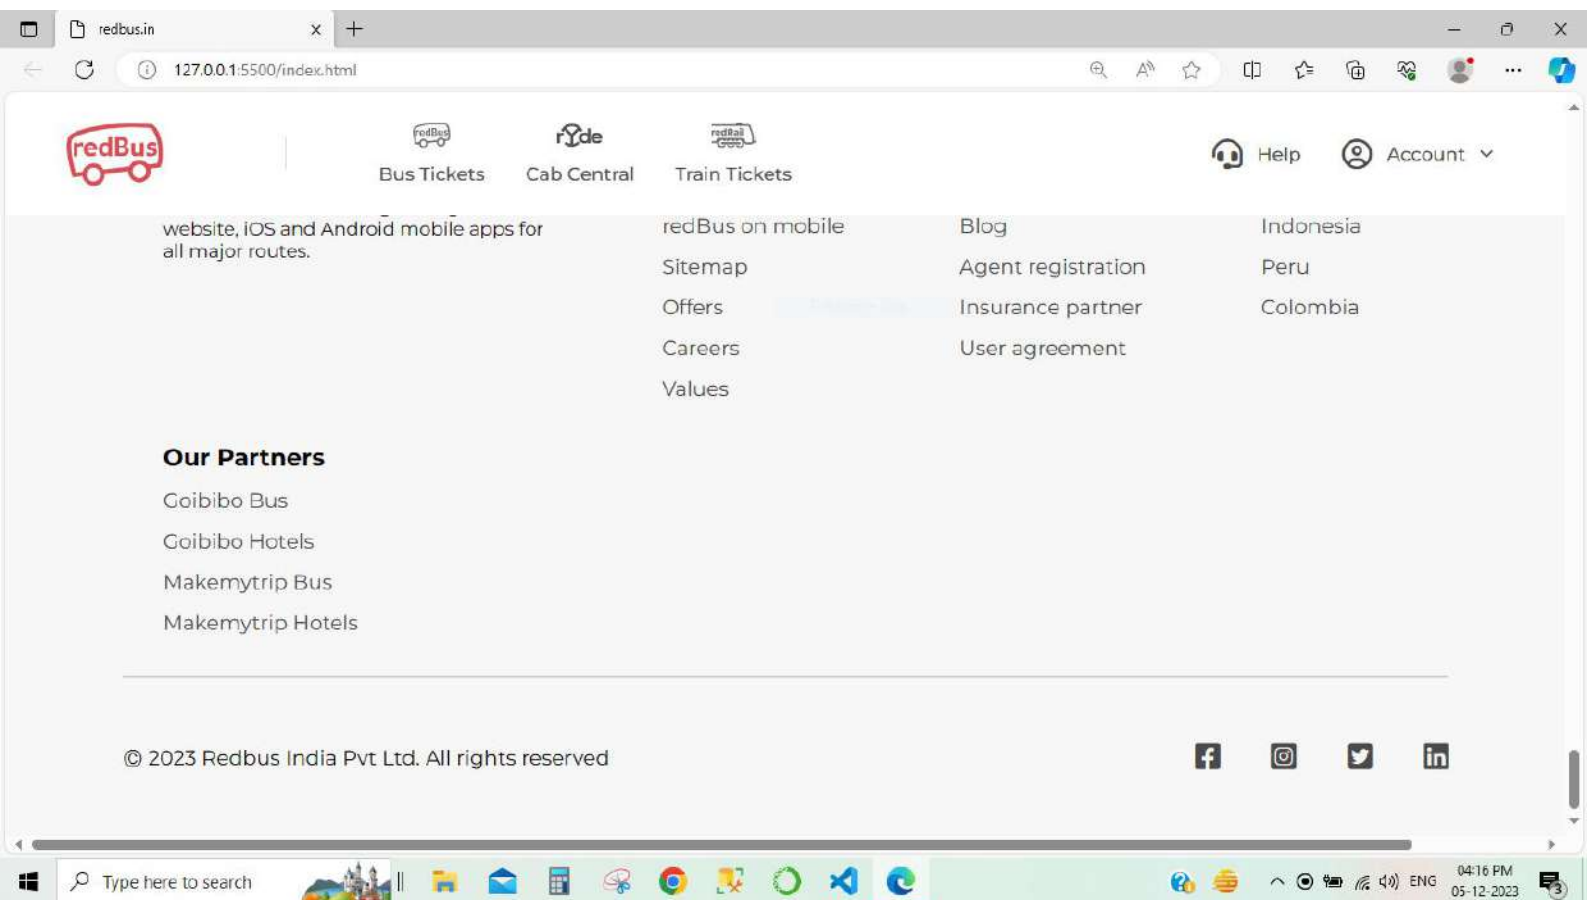 redbus.in
127.0.0.1:5500/index.html
redBus
redBus
Bus Tickets
rYde
Cab Central
redRail
Train Tickets
Help
Account
website, iOS and Android mobile apps for
all major routes.
redBus on mobile
Sitemap
Offers
Careers
Values
Blog
Agent registration
Insurance partner
User agreement
Indonesia
Peru
Colombia
Our Partners
Goibibo Bus
Goibibo Hotels
Makemytrip Bus
Makemytrip Hotels
© 2023 Redbus India Pvt Ltd. All rights reserved
Type here to search
ENG
04:16 PM
05-12-2023
3